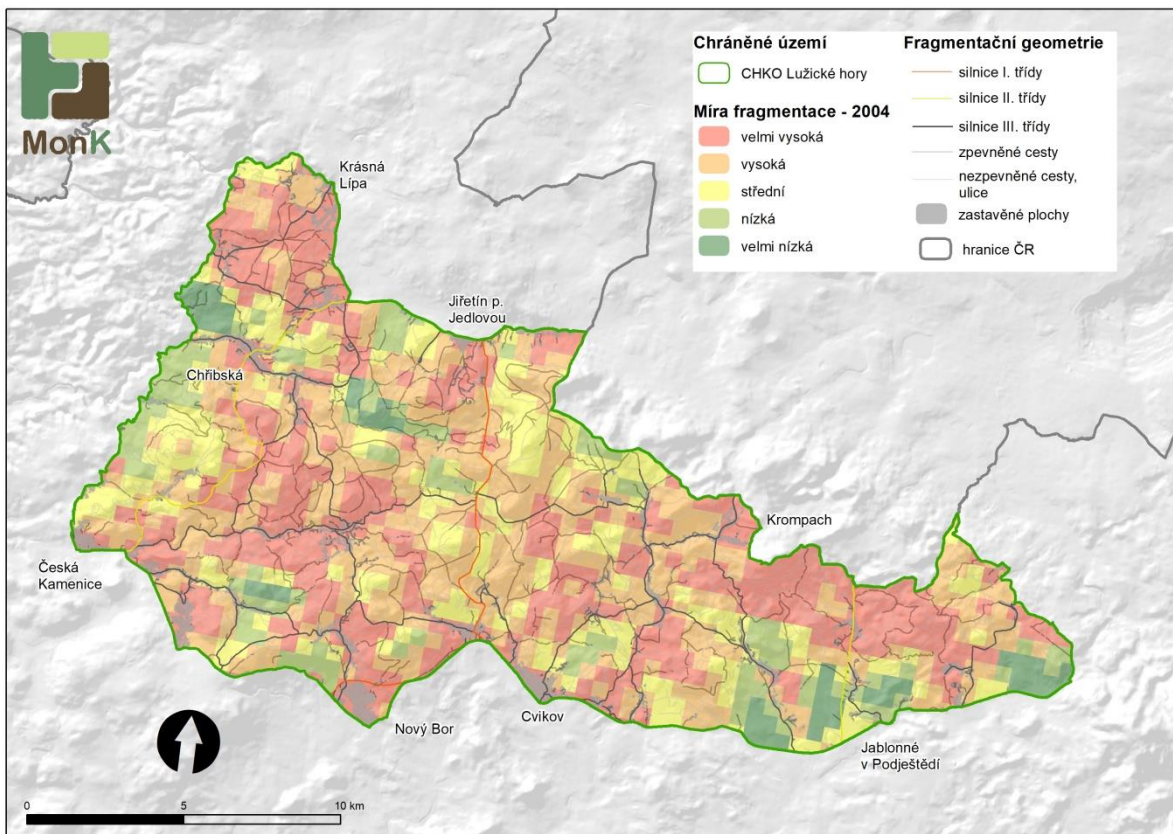 MonK
Chráněné území
CHKO Lužické hory
Míra fragmentace - 2004
velmi vysoká
vysoká
střední
nízká
velmi nízká
Fragmentační geometrie
silnice I. třídy
silnice II. třídy
silnice III. třídy
zpevněné cesty
nezpevněné cesty,
ulice
zastavěné plochy
hranice ČR
Krásná
Lípa
Jiřetín p.
Jedlovou
Chřibská
Krompach
Česká
Kamenice
Nový Bor
Cvikov
Jablonné
v Podještědí
0 5 10 km